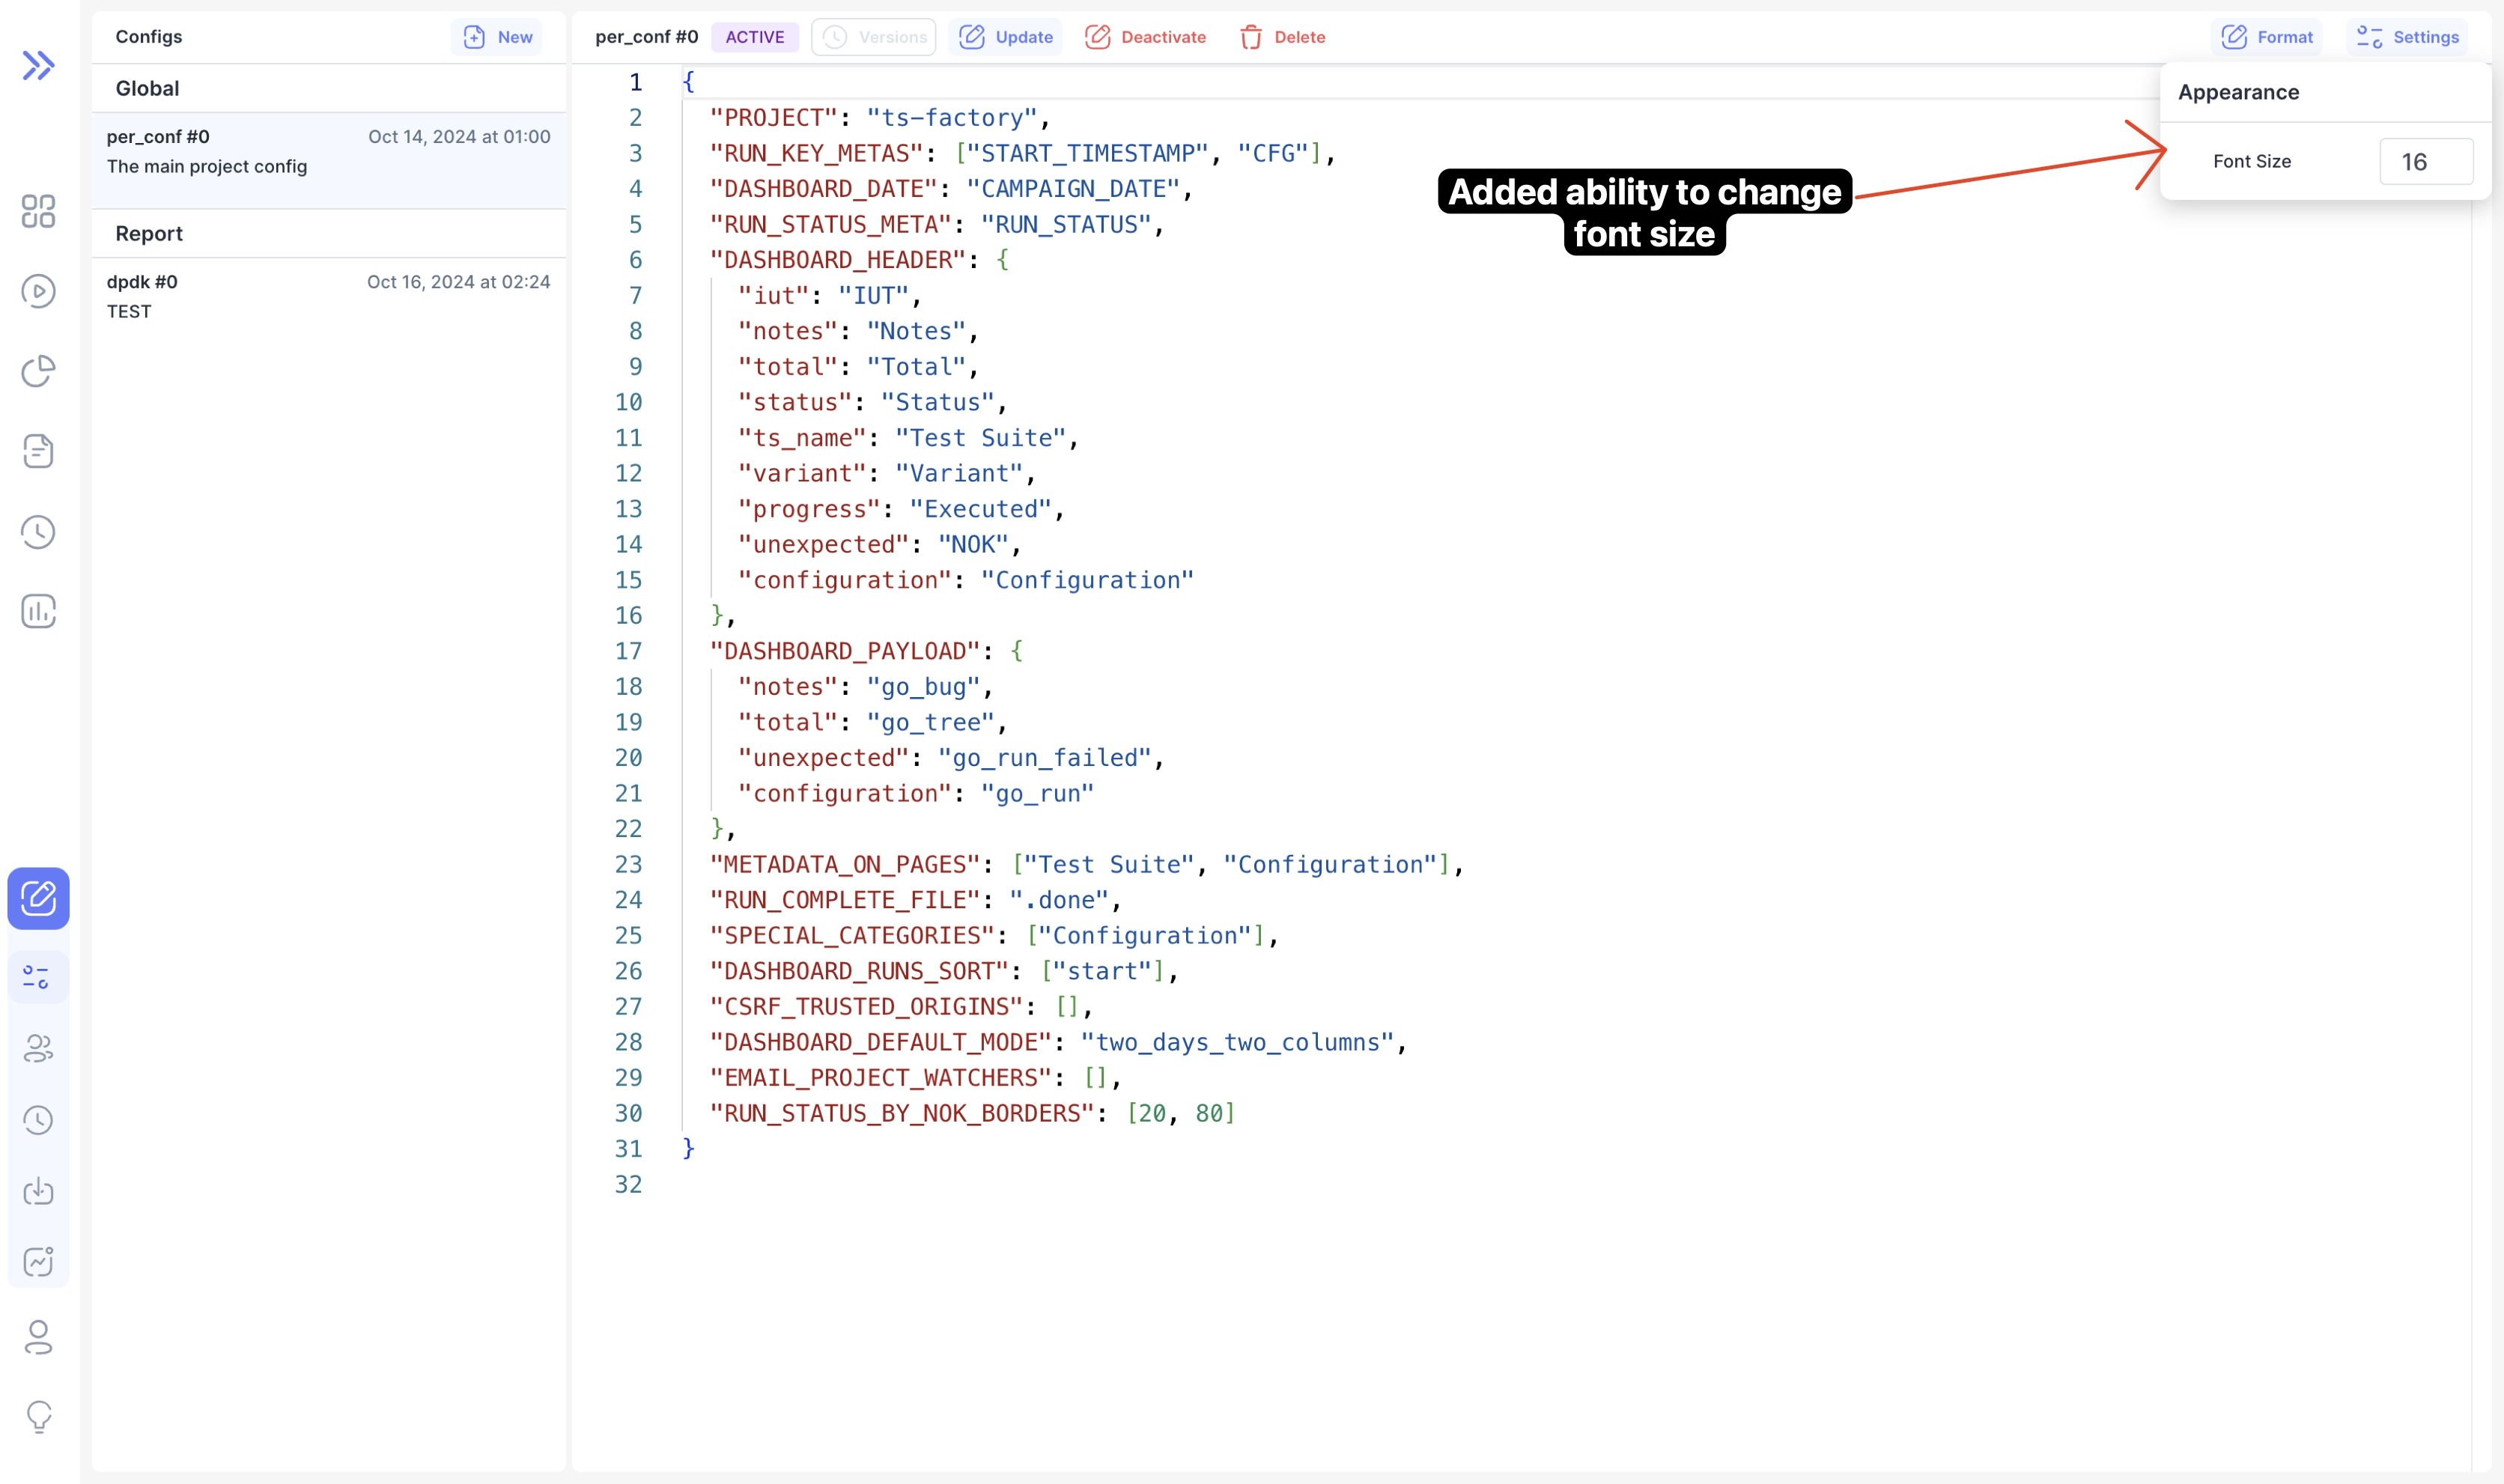 Configs
New
Global
per_conf #0
Oct 14, 2024 at 01:00
The main project config
Report
dpdk #0
Oct 16, 2024 at 02:24
TEST
per_conf #0
ACTIVE
Versions
Update
Deactivate
Delete
Format
Settings
Appearance
Font Size
16
Added ability to change
font size
1 {
2 "PROJECT": "ts-factory",
3 "RUN_KEY_METAS": ["START_TIMESTAMP", "CFG"],
4 "DASHBOARD_DATE": "CAMPAIGN_DATE",
5 "RUN_STATUS_META": "RUN_STATUS",
6 "DASHBOARD_HEADER": {
7 "iut": "IUT",
8 "notes": "Notes",
9 "total": "Total",
10 "status": "Status",
11 "ts_name": "Test Suite",
12 "variant": "Variant",
13 "progress": "Executed",
14 "unexpected": "NOK",
15 "configuration": "Configuration"
16 },
17 "DASHBOARD_PAYLOAD": {
18 "notes": "go_bug",
19 "total": "go_tree",
20 "unexpected": "go_run_failed",
21 "configuration": "go_run"
22 },
23 "METADATA_ON_PAGES": ["Test Suite", "Configuration"],
24 "RUN_COMPLETE_FILE": ".done",
25 "SPECIAL_CATEGORIES": ["Configuration"],
26 "DASHBOARD_RUNS_SORT": ["start"],
27 "CSRF_TRUSTED_ORIGINS": [],
28 "DASHBOARD_DEFAULT_MODE": "two_days_two_columns",
29 "EMAIL_PROJECT_WATCHERS": [],
30 "RUN_STATUS_BY_NOK_BORDERS": [20, 80]
31 }
32